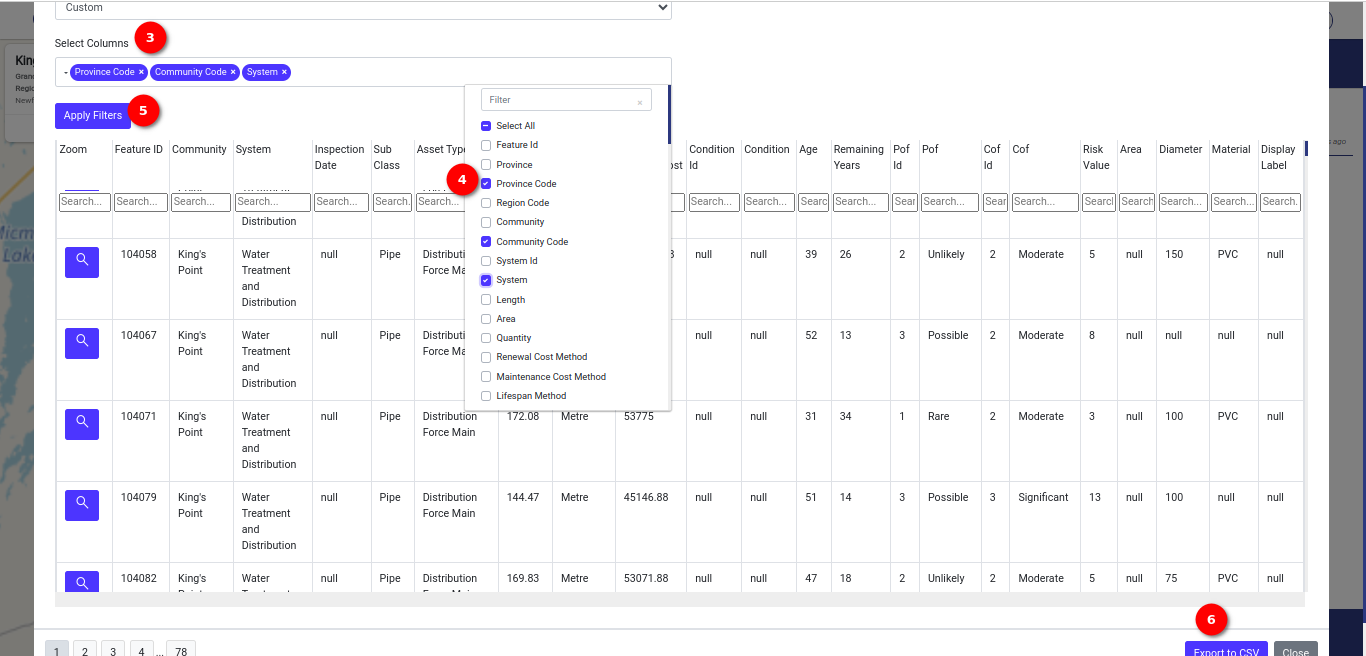 Custom
3
Select Columns
Province Code × Community Code × System ×
5
Apply Filters
Filter ×
Select All
Feature Id
Province
4
Province Code
Region Code
Community
Community Code
System Id
System
Length
Area
Quantity
Renewal Cost Method
Maintenance Cost Method
Lifespan Method
Zoom Feature ID Community System Inspection Date Sub Class Asset Type Condition Id Condition Age Remaining Years Pof Id Pof Cof Id Cof Risk Value Area Diameter Material Display Label
Search... Search... Search... Search... Search... Search. Search... Search... Search... Searc Search... Sear Search... Sear Search... Searcl Search Search... Search... Search.
Distribution
104058 King's Point Water Treatment and Distribution null Pipe Distributi Force Ma null null 39 26 2 Unlikely 2 Moderate 5 null 150 PVC null
104067 King's Point Water Treatment and Distribution null Pipe Distributi Force Ma null null 52 13 3 Possible 2 Moderate 8 null null null null
104071 King's Point Water Treatment and Distribution null Pipe Distribution Force Main 172.08 Metre 53775 null null 31 34 1 Rare 2 Moderate 3 null 100 PVC null
104079 King's Point Water Treatment and Distribution null Pipe Distribution Force Main 144.47 Metre 45146.88 null null 51 14 3 Possible 3 Significant 13 null 100 null null
104082 King's Water null Pipe Distribution 169.83 Metre 53071.88 null null 47 18 2 Unlikely 2 Moderate 5 null 75 PVC null
6
1 2 3 4 ... 78
Export to CSV Close